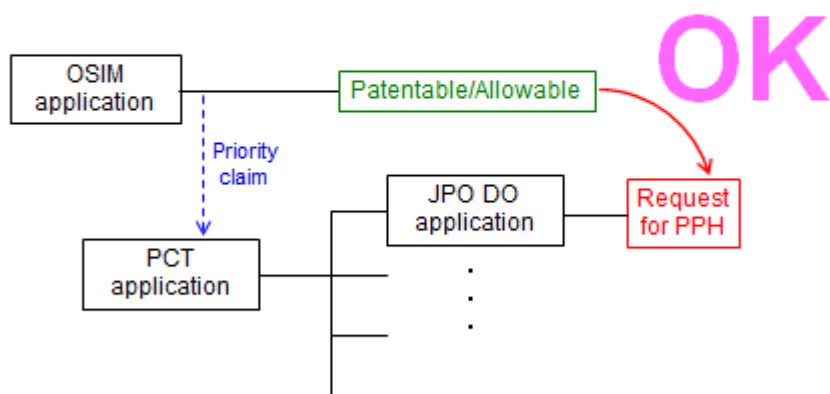 OK
OSIM
application
Patentable/Allowable
Priority
claim
JPO DO
application
Request
for PPH
PCT
application